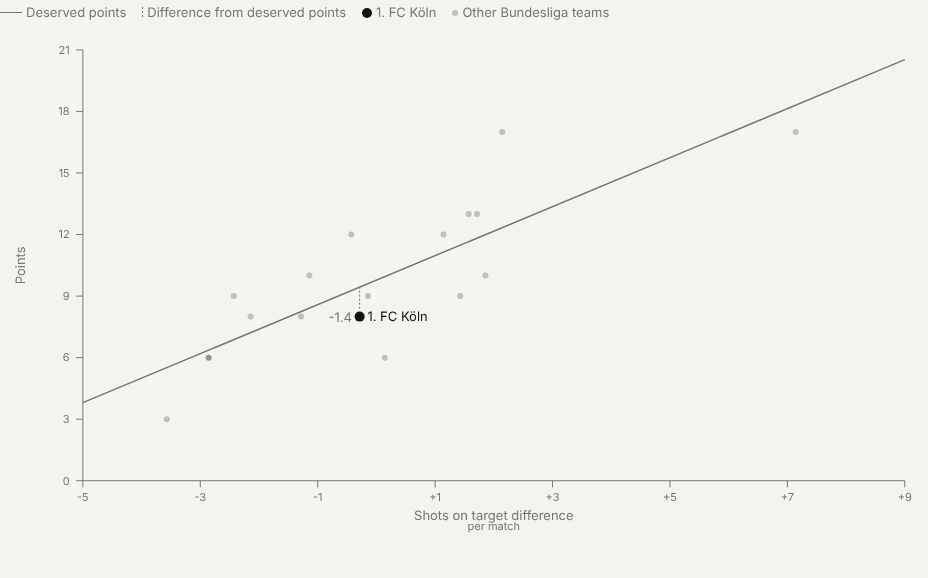 Deserved points Difference from deserved points 1. FC Köln Other Bundesliga teams
21
18
15
12
9
6
3
0
Points
-1.4 1. FC Köln
-5 -3 -1 +1 +3 +5 +7 +9
Shots on target difference
per match